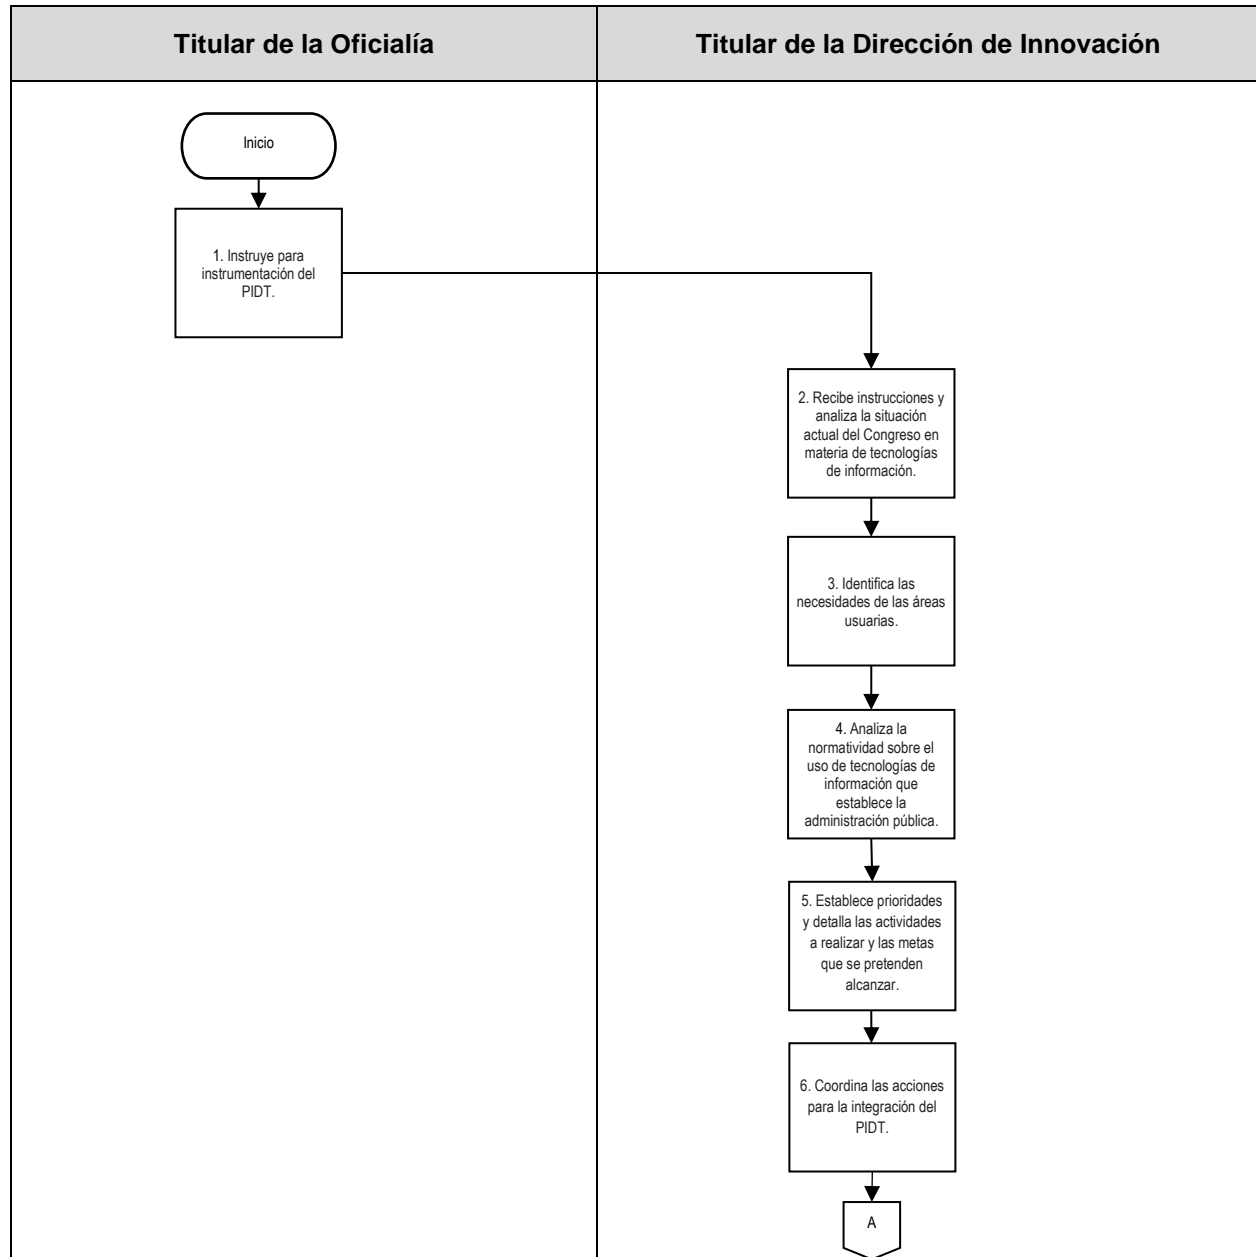 Titular de la Oficialía
Titular de la Dirección de Innovación
Inicio
1. Instruye para
instrumentación del
PIDT.
2. Recibe instrucciones y
analiza la situación
actual del Congreso en
materia de tecnologías
de información.
3. Identifica las
necesidades de las áreas
usuarias.
4. Analiza la
normatividad sobre el
uso de tecnologías de
información que
establece la
administración pública.
5. Establece prioridades
y detalla las actividades
a realizar y las metas
que se pretenden
alcanzar.
6. Coordina las acciones
para la integración del
PIDT.
A